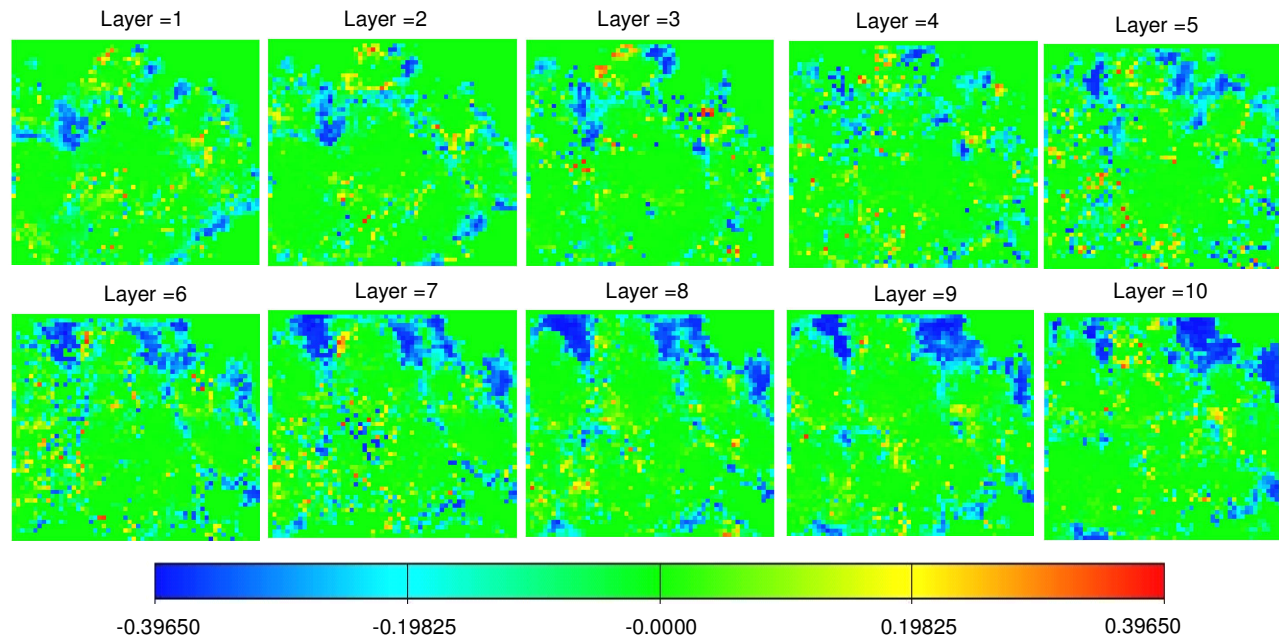 Layer =1
Layer =2
Layer =3
Layer =4
Layer =5
Layer =6
Layer =7
Layer =8
Layer =9
Layer =10
-0.39650
-0.19825
-0.0000
0.19825
0.39650